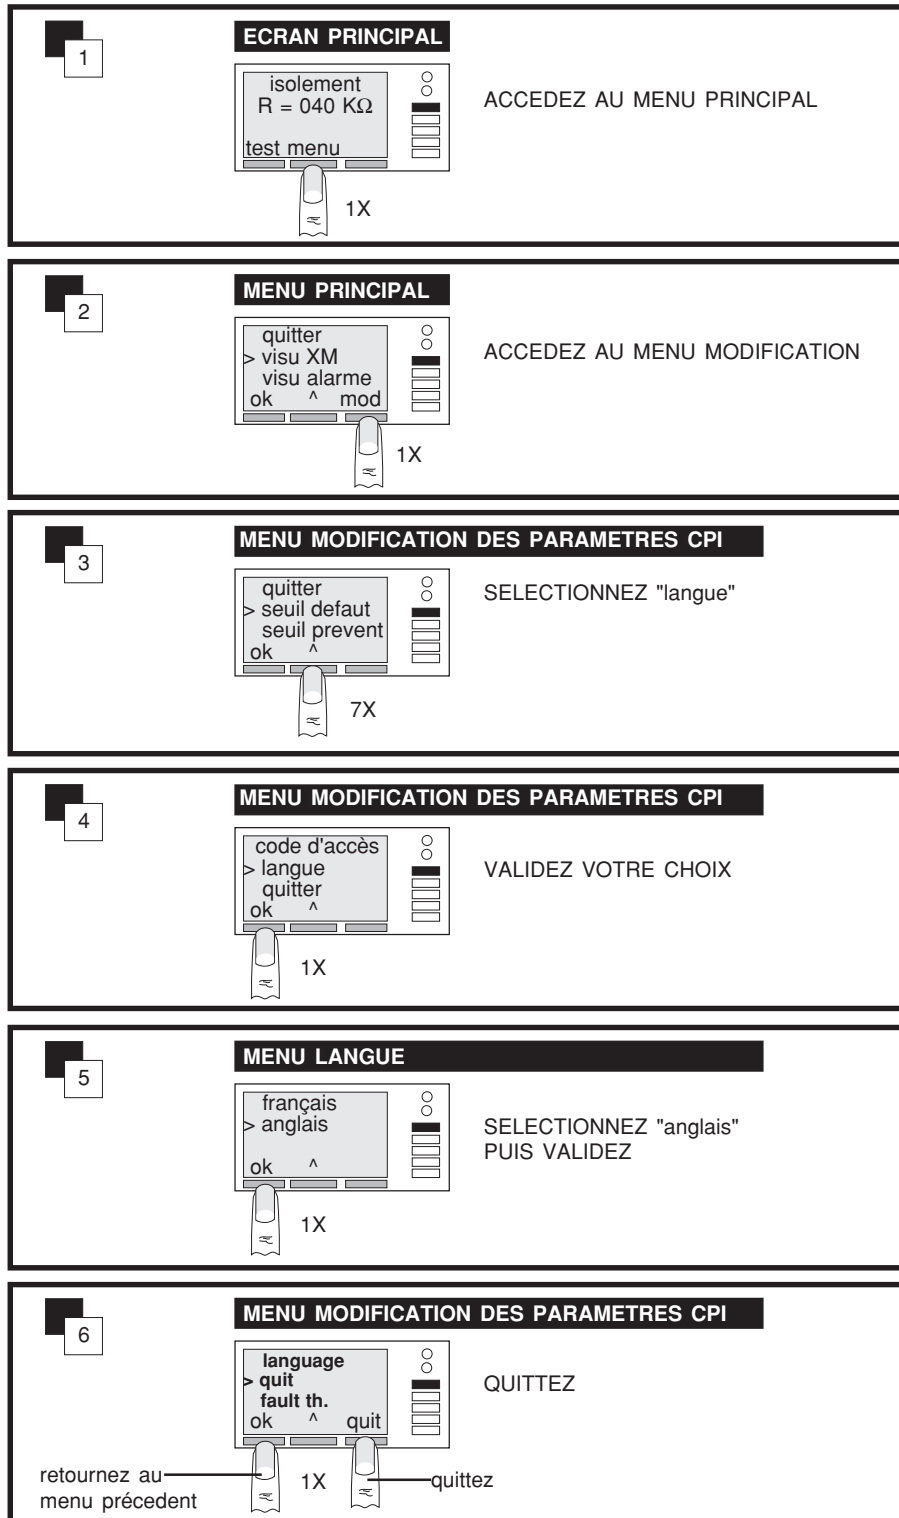 1
ECRAN PRINCIPAL
isolement
R = 040 KΩ
test menu
ACCEDEZ AU MENU PRINCIPAL
1X
2
MENU PRINCIPAL
quitter
> visu XM
visu alarme
ok ^ mod
ACCEDEZ AU MENU MODIFICATION
1X
3
MENU MODIFICATION DES PARAMETRES CPI
quitter
> seuil defaut
seuil prevent
ok ^
SELECTIONNEZ "langue"
7X
4
MENU MODIFICATION DES PARAMETRES CPI
code d'accès
> langue
quitter
ok ^
VALIDEZ VOTRE CHOIX
1X
5
MENU LANGUE
français
> anglais
ok ^
SELECTIONNEZ "anglais"
PUIS VALIDEZ
1X
6
MENU MODIFICATION DES PARAMETRES CPI
language
> quit
fault th.
ok ^ quit
QUITTEZ
retournez au
menu précedent
1X
quittez